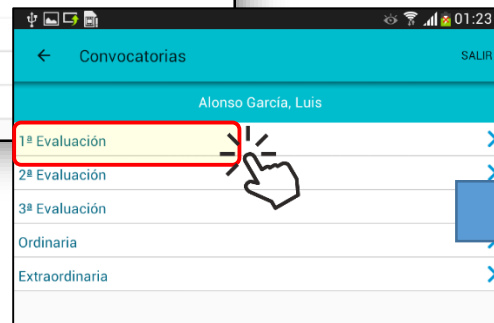 01:23
Convocatorias SALIR
Alonso García, Luis
1ª Evaluación
2ª Evaluación
3ª Evaluación
Ordinaria
Extraordinaria